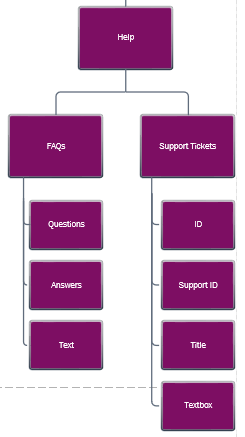 Help
FAQs
Support Tickets
Questions
ID
Answers
Support ID
Text
Title
Textbox